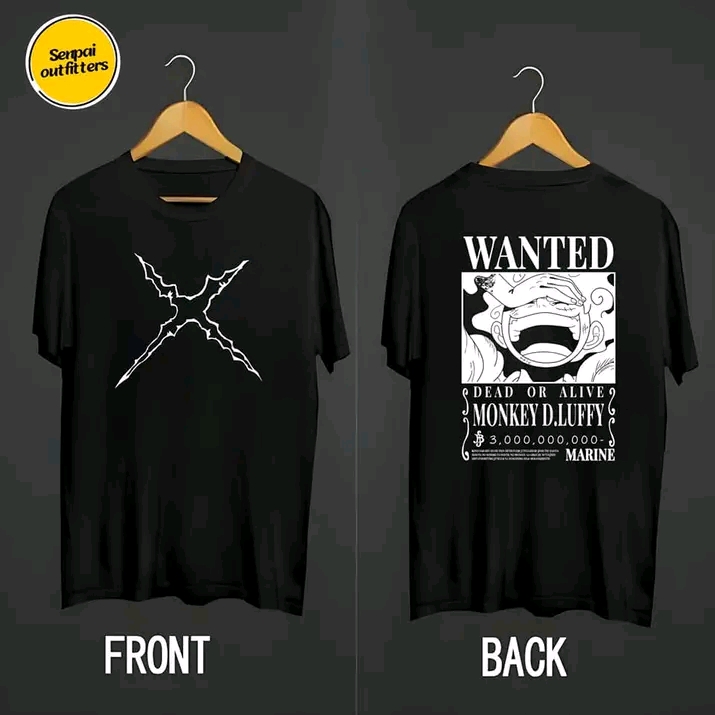 Senpai
outfitters
WANTED
DEAD OR ALIVE
MONKEY D.LUFFY
3,000,000,000-
MARINE
FRONT
BACK